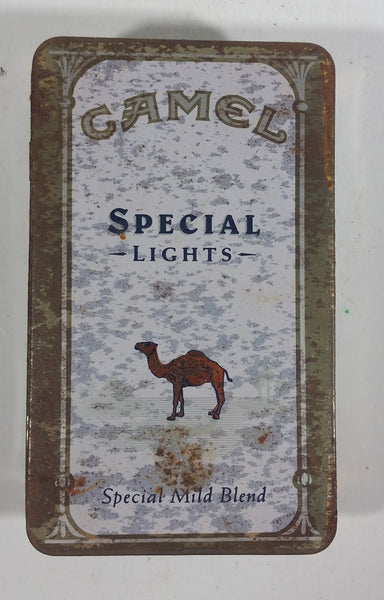 CAMEL
SPECIAL
- LIGHTS -
Special Mild Blend